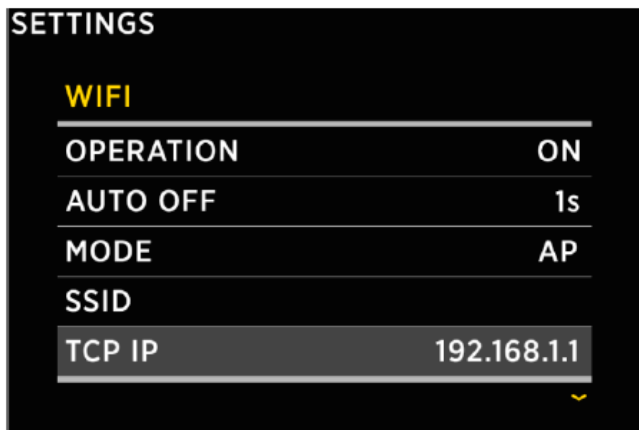 SETTINGS
WIFI
OPERATION ON
AUTO OFF 1s
MODE AP
SSID
TCP IP 192.168.1.1